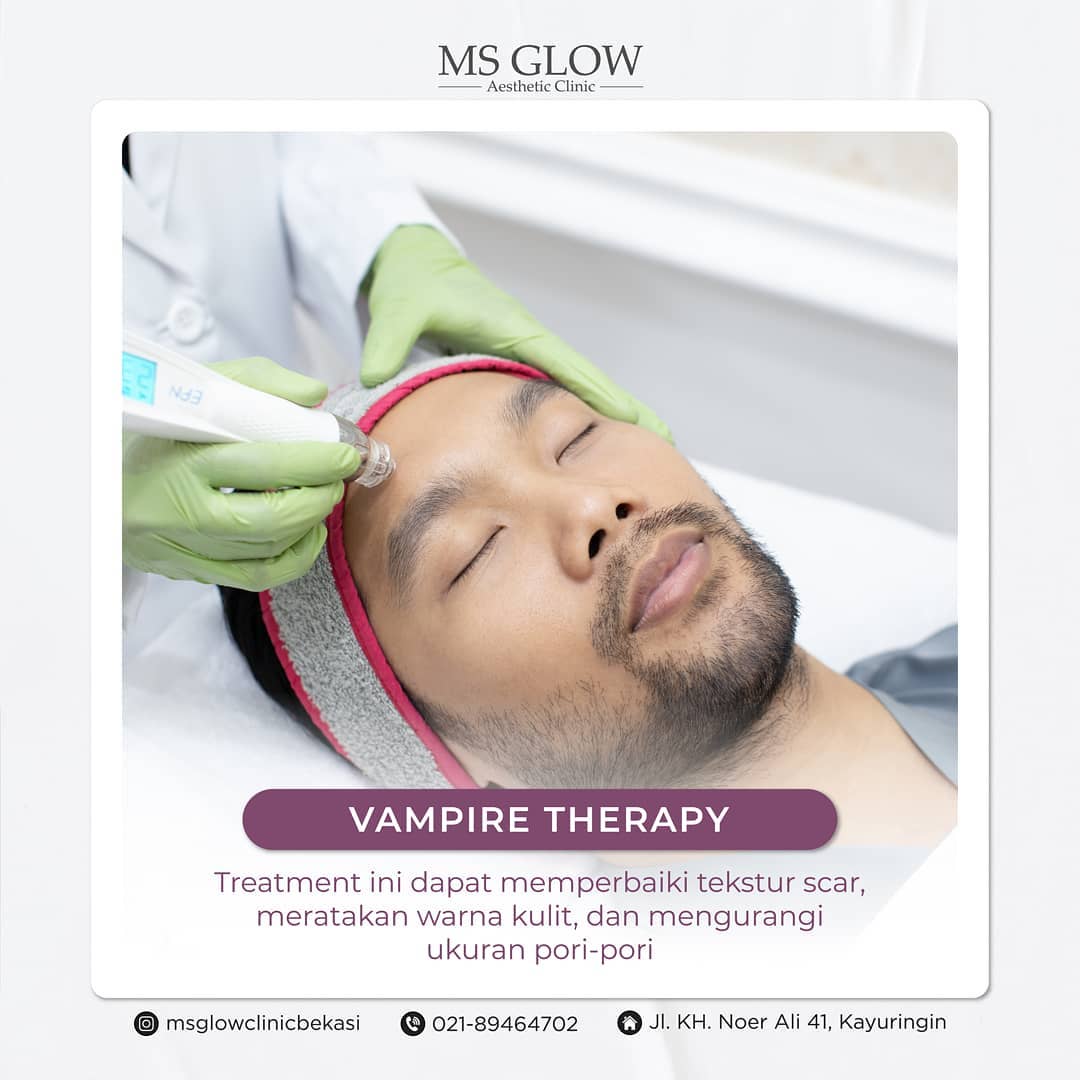 MS GLOW
Aesthetic Clinic
EPN
VAMPIRE THERAPY
Treatment ini dapat memperbaiki tekstur scar,
meratakan warna kulit, dan mengurangi
ukuran pori-pori
msglowclinicbekasi
021-89464702
Jl. KH. Noer Ali 41, Kayuringin